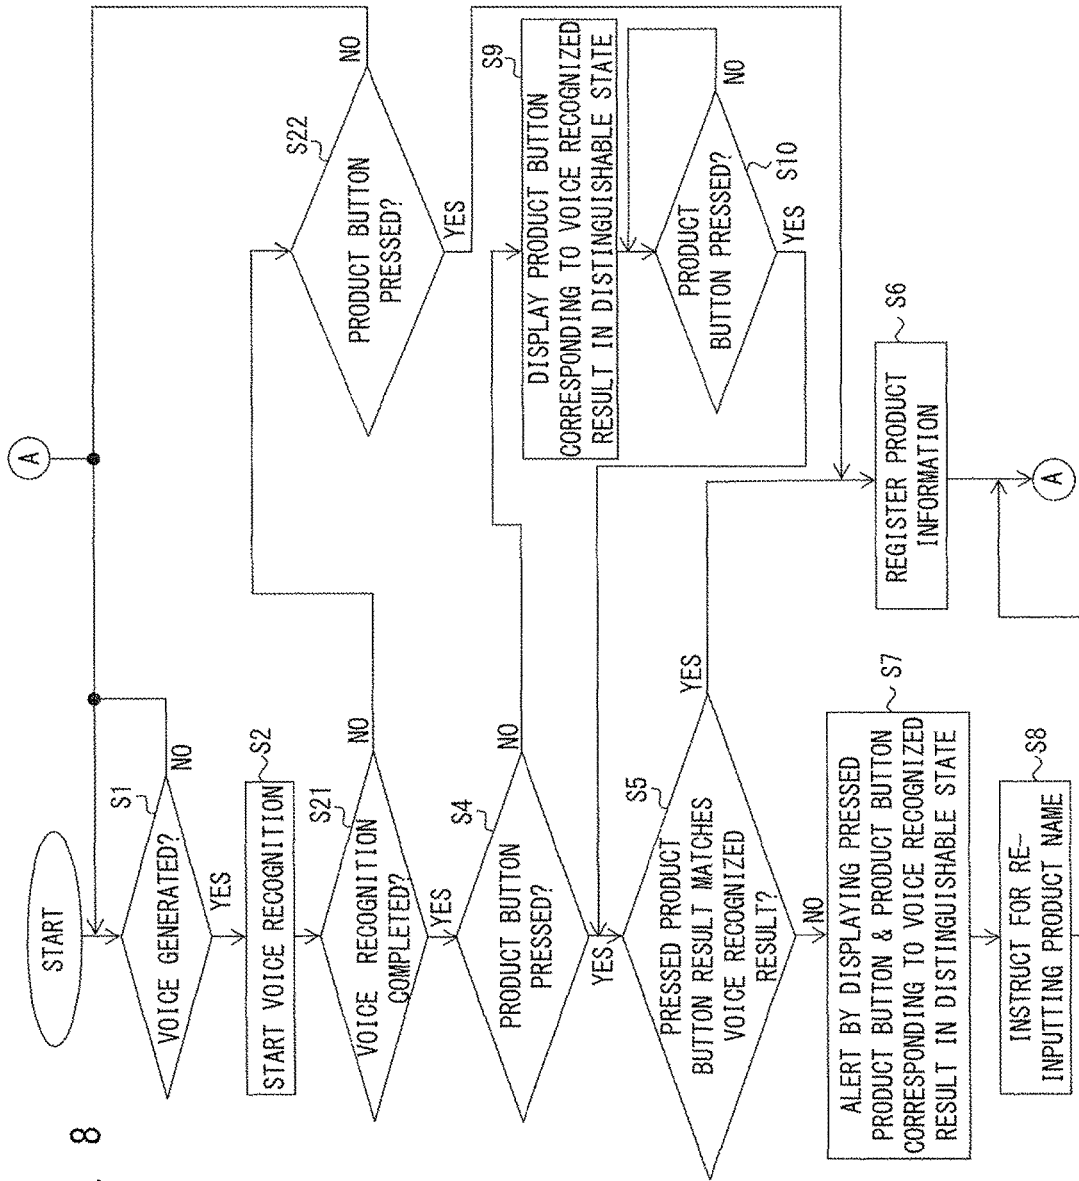 8
START
A
S1
VOICE GENERATED?
NO
YES
S2
START VOICE RECOGNITION
S21
VOICE RECOGNITION
COMPLETED?
NO
YES
S22
PRODUCT BUTTON
PRESSED?
NO
YES
S4
PRODUCT BUTTON
PRESSED?
NO
YES
S9
DISPLAY PRODUCT BUTTON
CORRESPONDING TO VOICE RECOGNIZED
RESULT IN DISTINGUISHABLE STATE
PRODUCT
BUTTON PRESSED?
NO
S10
YES
S5
PRESSED PRODUCT
BUTTON RESULT MATCHES
VOICE RECOGNIZED
RESULT?
YES
NO
S6
REGISTER PRODUCT
INFORMATION
A
S7
ALERT BY DISPLAYING PRESSED
PRODUCT BUTTON & PRODUCT BUTTON
CORRESPONDING TO VOICE RECOGNIZED
RESULT IN DISTINGUISHABLE STATE
S8
INSTRUCT FOR RE-
INPUTTING PRODUCT NAME